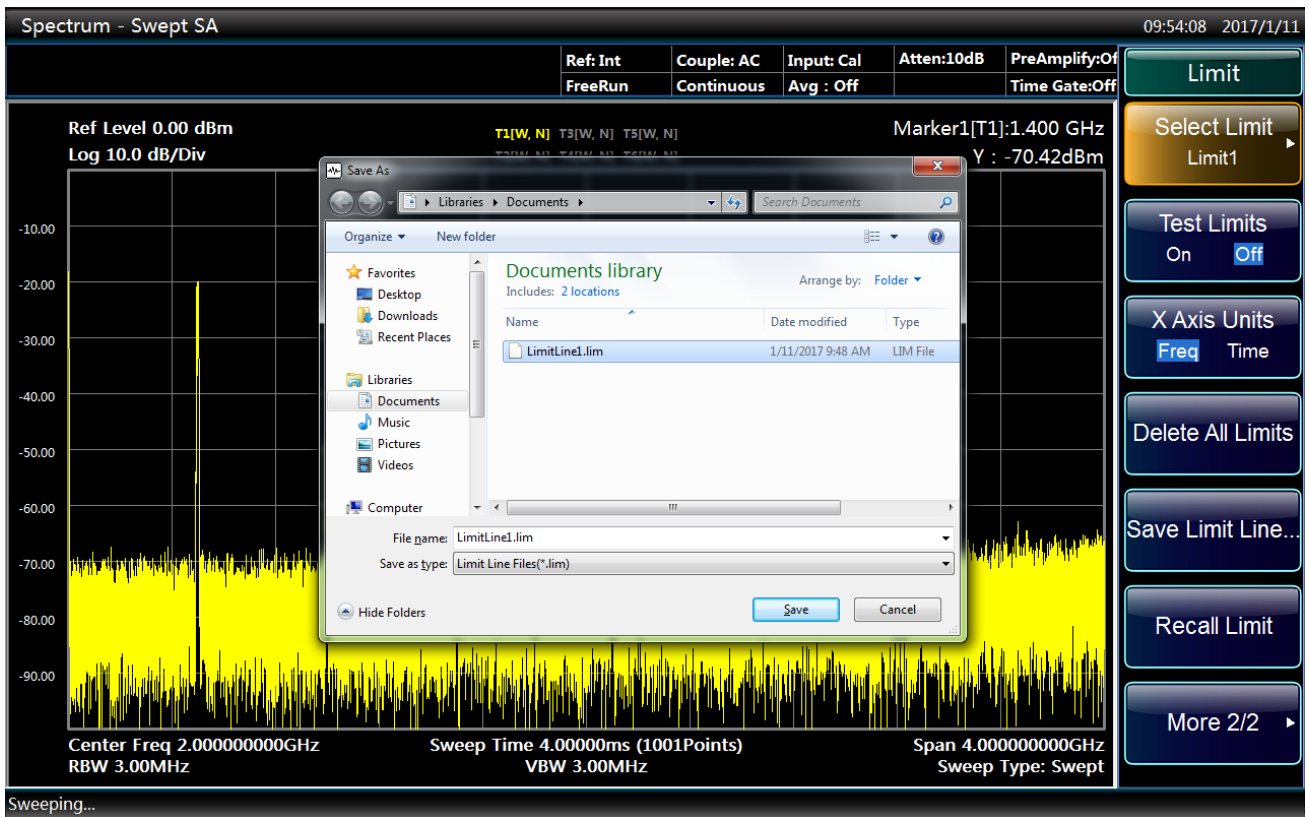 Spectrum - Swept SA
09:54:08 2017/1/11
Ref: Int
Couple: AC
Input: Cal
Atten:10dB
PreAmplify:Of
FreeRun
Continuous
Avg : Off
Time Gate:Off
Ref Level 0.00 dBm
Log 10.0 dB/Div
T1[W, N] T3[W, N] T5[W, N]
T2[W, N] T4[W, N] T6[W, N]
Marker1[T1]:1.400 GHz
Y : -70.42dBm
-10.00
-20.00
-30.00
-40.00
-50.00
-60.00
-70.00
-80.00
-90.00
Save As
Libraries
Documents
Search Documents
Organize
New folder
Favorites
Desktop
Downloads
Recent Places
Libraries
Documents
Music
Pictures
Videos
Computer
Documents library
Includes: 2 locations
Arrange by: Folder
Name
Date modified
Type
LimitLine1.lim
1/11/2017 9:48 AM
LIM File
File name: LimitLine1.lim
Save as type: Limit Line Files(*.lim)
Hide Folders
Save
Cancel
Center Freq 2.000000000GHz
Sweep Time 4.00000ms (1001Points)
Span 4.000000000GHz
RBW 3.00MHz
VBW 3.00MHz
Sweep Type: Swept
Sweeping...
Limit
Select Limit
Limit1
Test Limits
On Off
X Axis Units
Freq Time
Delete All Limits
Save Limit Line...
Recall Limit
More 2/2